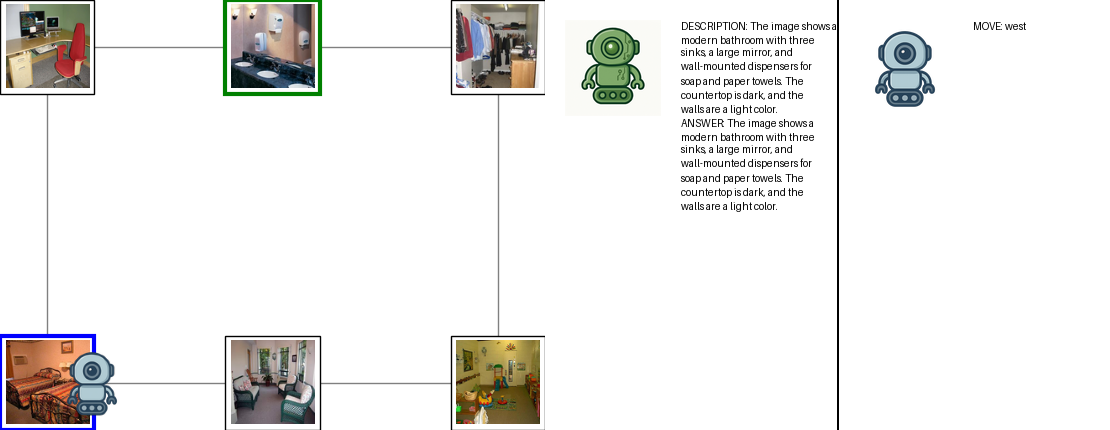 DESCRIPTION: The image shows a
modern bathroom with three
sinks, a large mirror, and
wall-mounted dispensers for
soap and paper towels. The
countertop is dark, and the
walls are a light color.
ANSWER: The image shows a
modern bathroom with three
sinks, a large mirror, and
wall-mounted dispensers for
soap and paper towels. The
countertop is dark, and the
walls are a light color.
MOVE: west